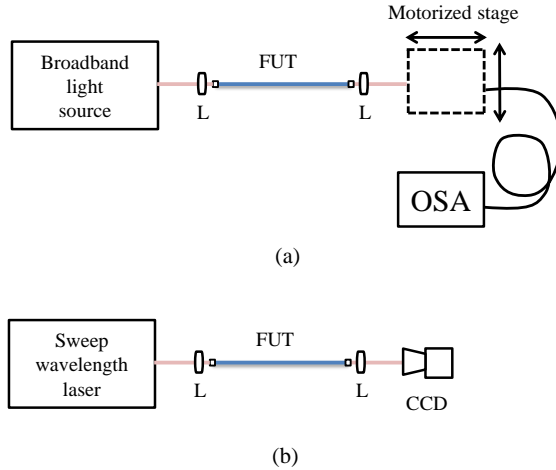 Motorized stage
Broadband
light
source
FUT
L
L
OSA
(a)
Sweep
wavelength
laser
FUT
L
L
CCD
(b)